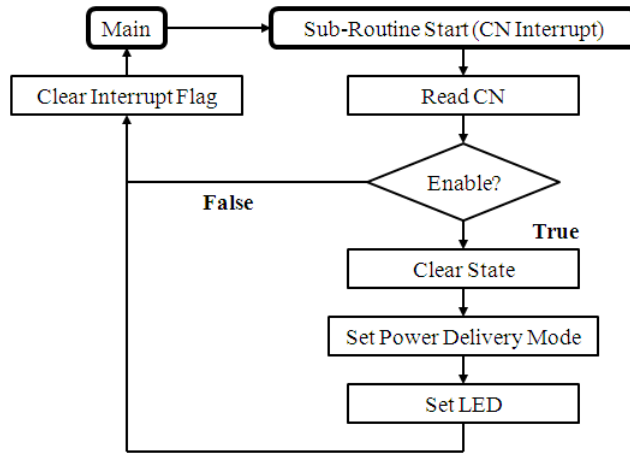 Main
Sub-Routine Start (CN Interrupt)
Clear Interrupt Flag
Read CN
Enable?
False
True
Clear State
Set Power Delivery Mode
Set LED